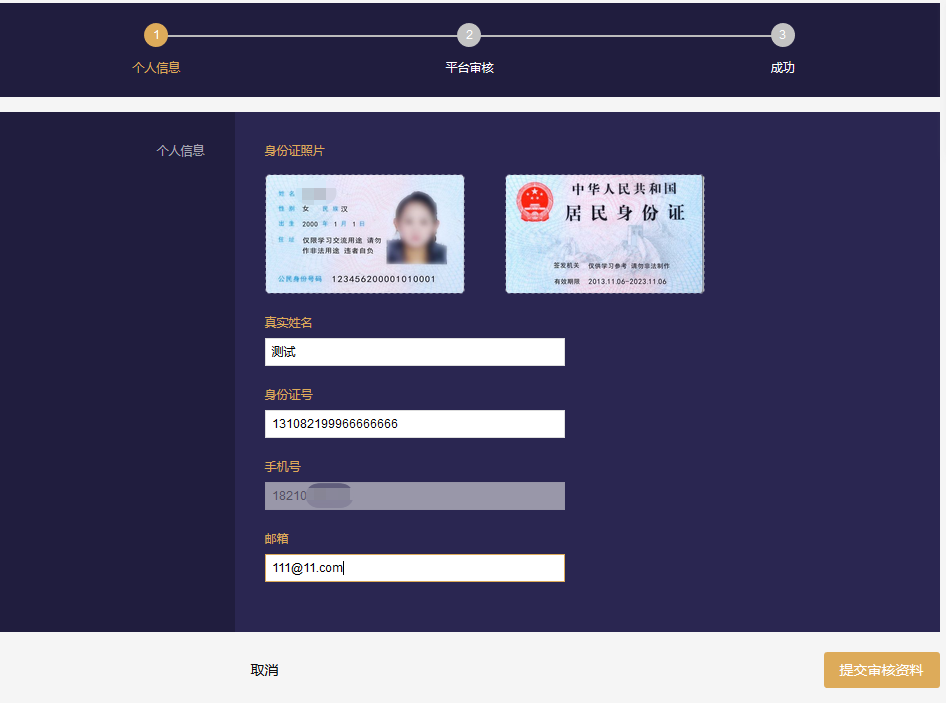 1
2
3
个人信息
平台审核
成功
个人信息
身份证照片
姓 名
性 别 女 民 族 汉
出 生 2000 年 1 月 1 日
住 址 仅限学习交流用途 请勿
作非法用途 违者自负
公民身份号码 123456200001010001
中华人民共和国
居民身份证
签发机关 仅供学习参考 请勿非法制作
有效期限 2013.11.06-2023.11.06
真实姓名
测试
身份证号
131082199966666666
手机号
18210
邮箱
111@11.com
取消
提交审核资料